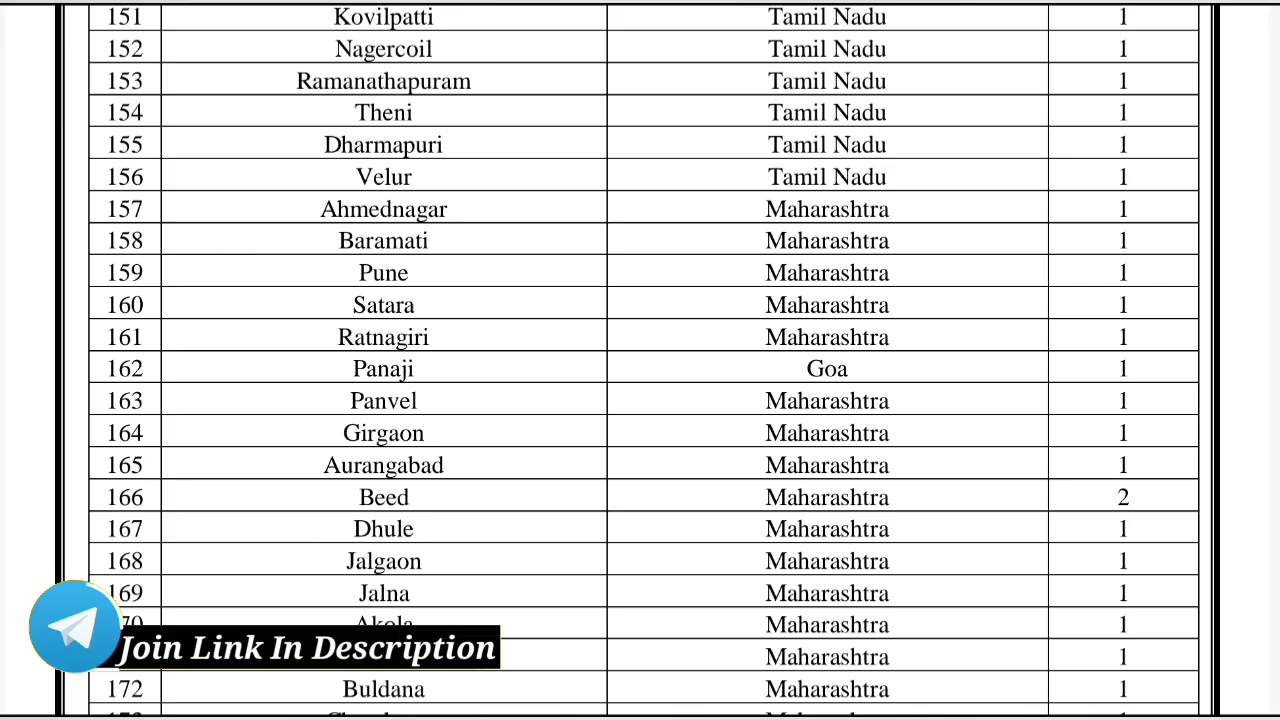 151 Kovilpatti Tamil Nadu 1
152 Nagercoil Tamil Nadu 1
153 Ramanathapuram Tamil Nadu 1
154 Theni Tamil Nadu 1
155 Dharmapuri Tamil Nadu 1
156 Velur Tamil Nadu 1
157 Ahmednagar Maharashtra 1
158 Baramati Maharashtra 1
159 Pune Maharashtra 1
160 Satara Maharashtra 1
161 Ratnagiri Maharashtra 1
162 Panaji Goa 1
163 Panvel Maharashtra 1
164 Girgaon Maharashtra 1
165 Aurangabad Maharashtra 1
166 Beed Maharashtra 2
167 Dhule Maharashtra 1
168 Jalgaon Maharashtra 1
169 Jalna Maharashtra 1
Akola Maharashtra 1
Join Link In Description
Maharashtra 1
172 Buldana Maharashtra 1